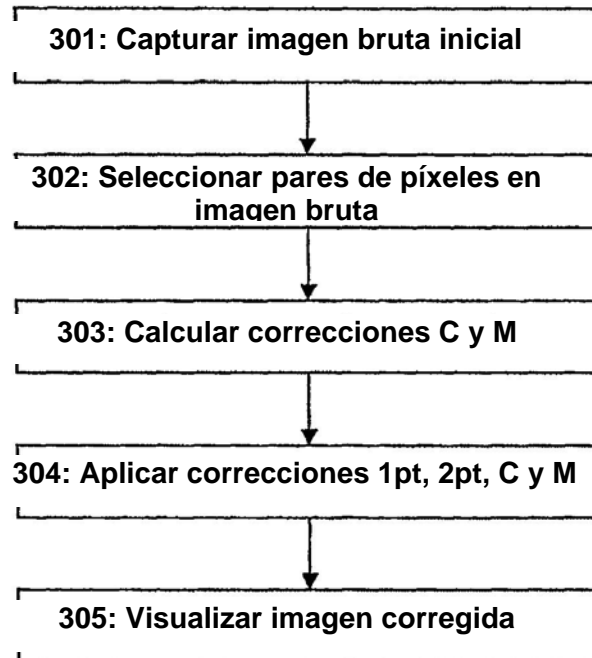 301: Capturar imagen bruta inicial
302: Seleccionar pares de píxeles en
imagen bruta
303: Calcular correcciones C y M
304: Aplicar correcciones 1pt, 2pt, C y M
305: Visualizar imagen corregida